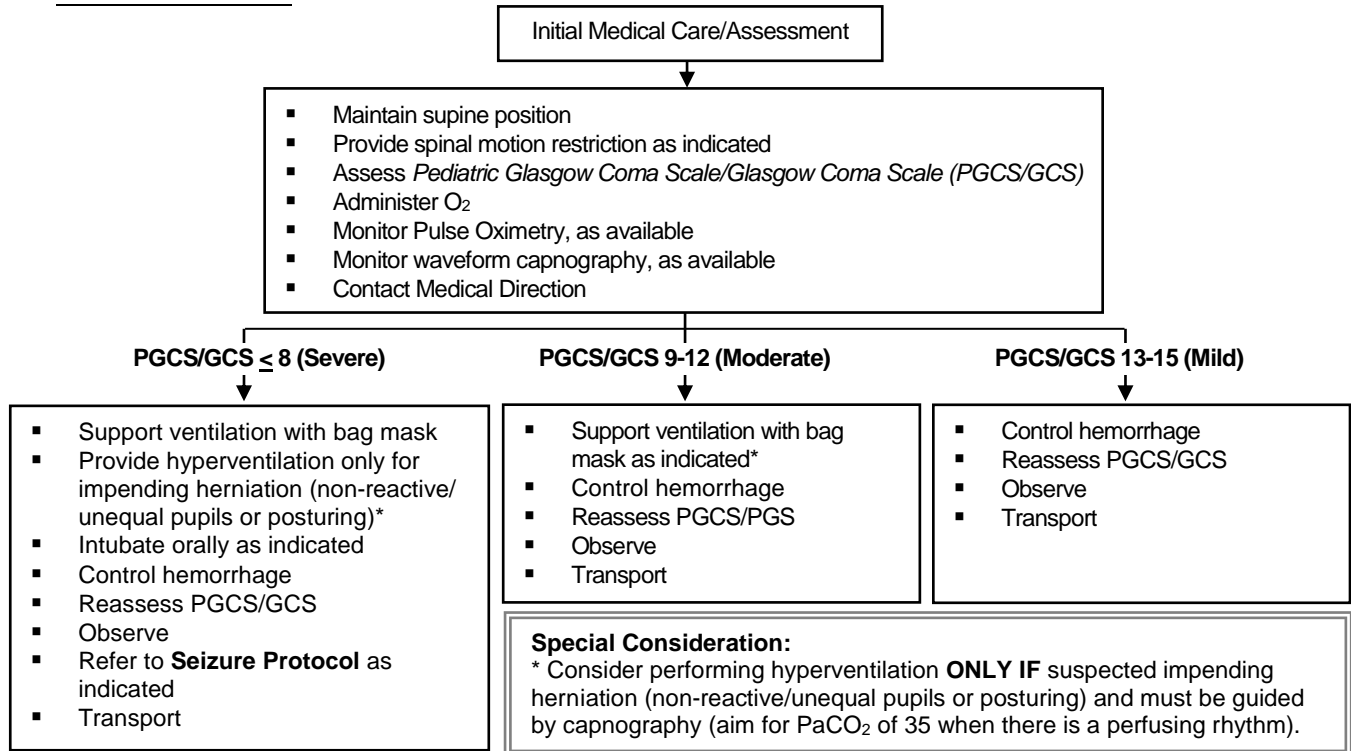 Initial Medical Care/Assessment
▪ Maintain supine position
▪ Provide spinal motion restriction as indicated
▪ Assess Pediatric Glasgow Coma Scale/Glasgow Coma Scale (PGCS/GCS)
▪ Administer O2
▪ Monitor Pulse Oximetry, as available
▪ Monitor waveform capnography, as available
▪ Contact Medical Direction
PGCS/GCS ≤ 8 (Severe)
▪ Support ventilation with bag mask
▪ Provide hyperventilation only for
impending herniation (non-reactive/
unequal pupils or posturing)*
▪ Intubate orally as indicated
▪ Control hemorrhage
▪ Reassess PGCS/GCS
▪ Observe
▪ Refer to Seizure Protocol as
indicated
▪ Transport
PGCS/GCS 9-12 (Moderate)
▪ Support ventilation with bag
mask as indicated*
▪ Control hemorrhage
▪ Reassess PGCS/PGS
▪ Observe
▪ Transport
PGCS/GCS 13-15 (Mild)
▪ Control hemorrhage
▪ Reassess PGCS/GCS
▪ Observe
▪ Transport
Special Consideration:
* Consider performing hyperventilation ONLY IF suspected impending
herniation (non-reactive/unequal pupils or posturing) and must be guided
by capnography (aim for PaCO2 of 35 when there is a perfusing rhythm).